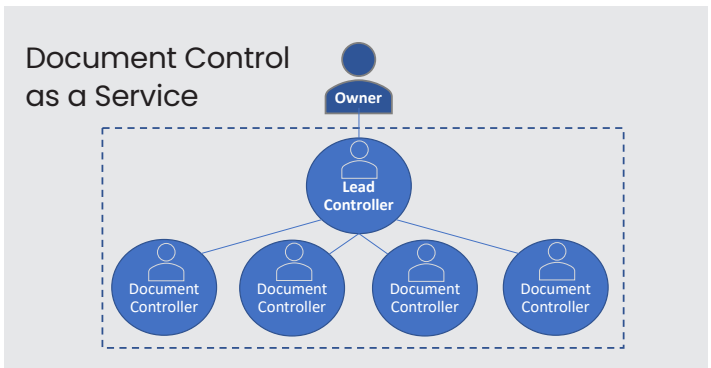 Document Control
as a Service
Owner
Lead
Controller
Document
Controller
Document
Controller
Document
Controller
Document
Controller